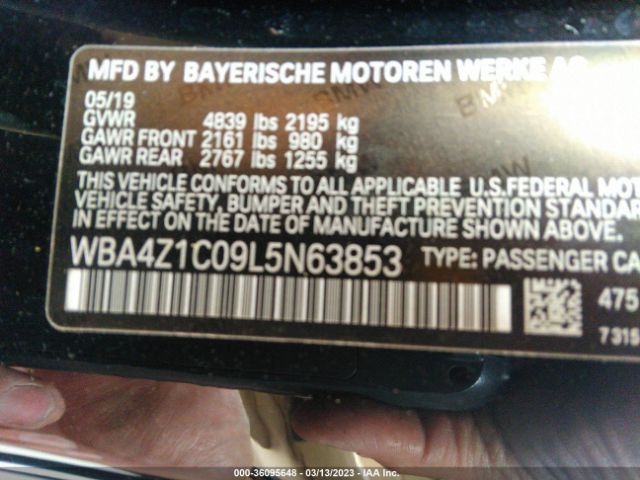 MFD BY BAYERISCHE MOTOREN WERKE AG
05/19
GVWR 4839 lbs 2195 kg
GAWR FRONT 2161 lbs 980 kg
GAWR REAR 2767 lbs 1255 kg
THIS VEHICLE CONFORMS TO ALL APPLICABLE U.S.FEDERAL MOT
VEHICLE SAFETY, BUMPER AND THEFT PREVENTION STANDAR
EFFECT ON THE DATE OF MANUFACTURE SHOWN ABOVE.
WBA4Z1C09L5N63853 TYPE: PASSENGER CA
475
7315
000-36095648 — 03/13/2023 — IAA Inc.